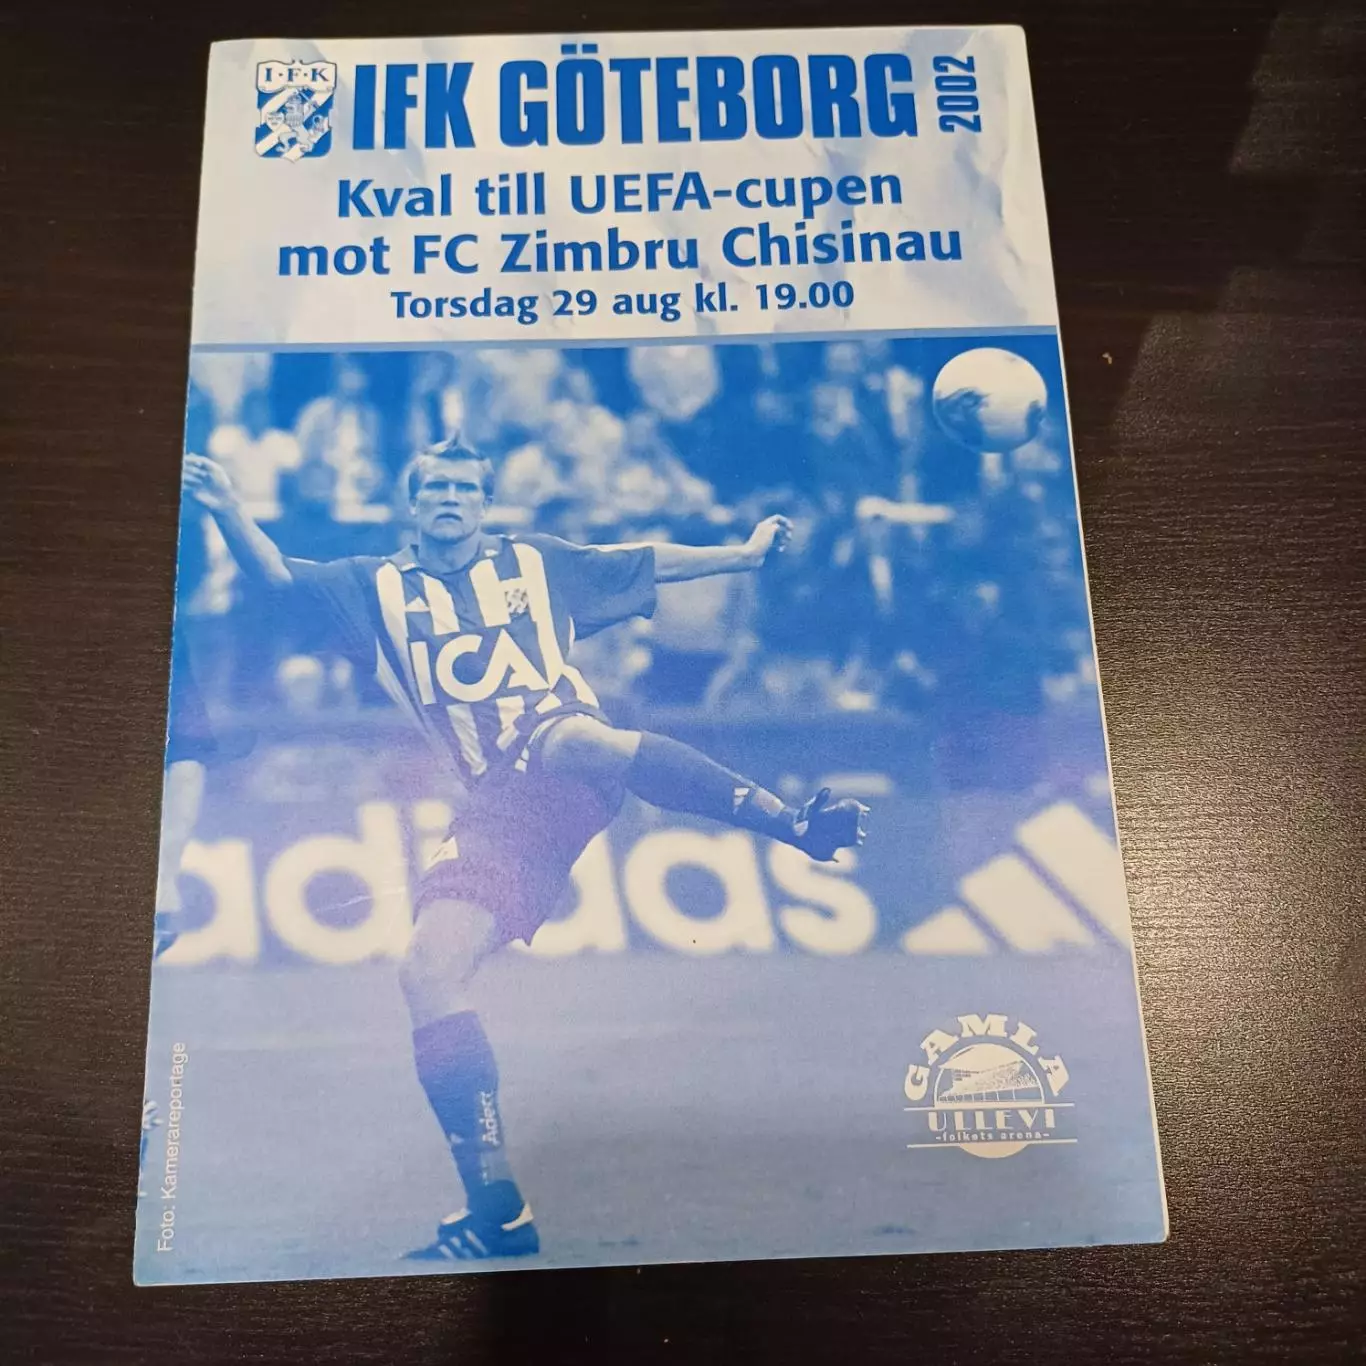 I·F·K
IFK GÖTEBORG
2002
Kval till UEFA-cupen
mot FC Zimbru Chisinau
Torsdag 29 aug kl. 19.00
ICA
adidas
Adecc
GAMLA
ULLEVI
-folkets arena-
Foto: Kamerareportage